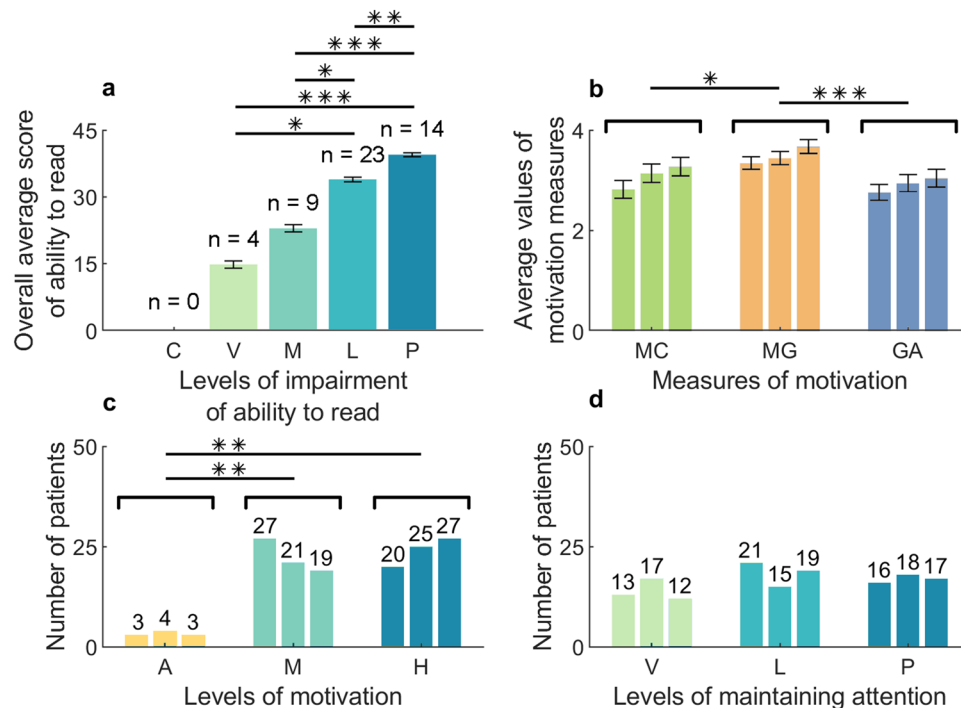 a
* *
* * *
*
* * *
*
Overall average score
of ability to read
45
30
15
0
n = 0
n = 4
n = 9
n = 23
n = 14
C V M L P
Levels of impairment
of ability to read
b
*
* * *
Average values of
motivation measures
4
2
0
MC MG GA
Measures of motivation
c
* *
* *
Number of patients
50
25
0
3 4 3 27 21 19 20 25 27
A M H
Levels of motivation
d
Number of patients
50
25
0
13 17 12 21 15 19 16 18 17
V L P
Levels of maintaining attention